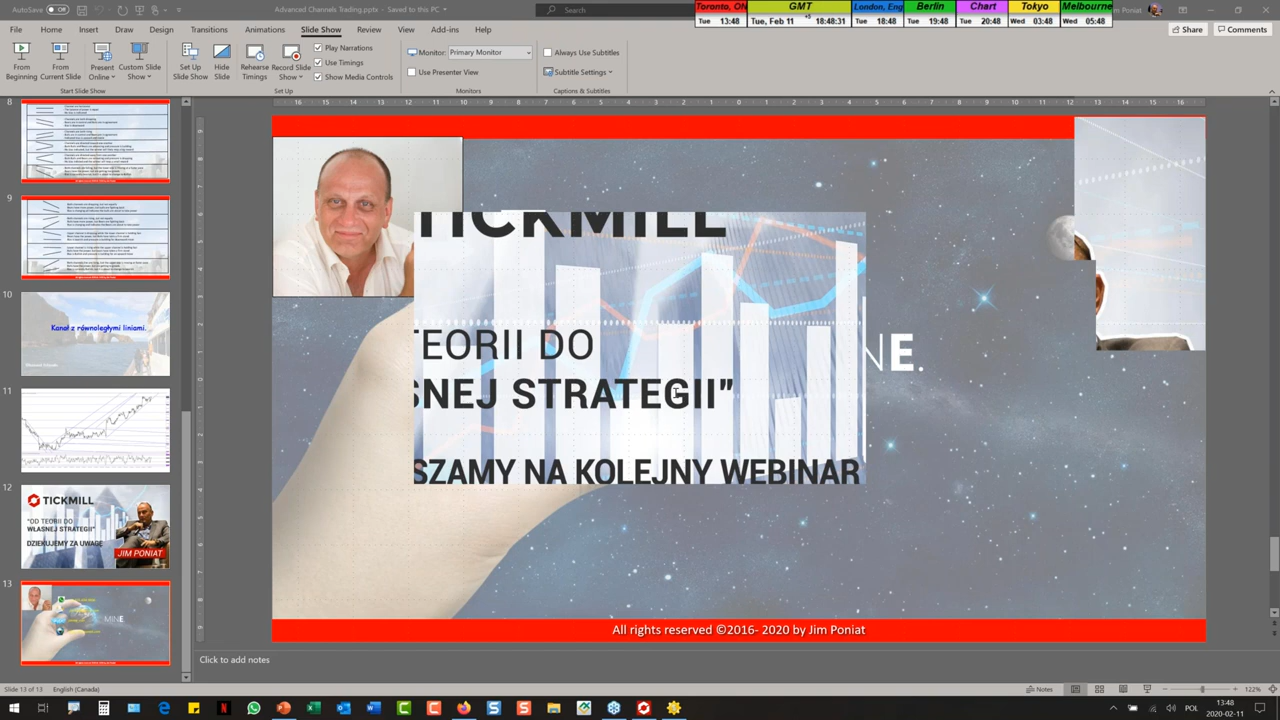 AutoSave Off
Advanced Channels Trading.pptx - Saved to this PC
Search
Toronto, ON GMT London, Eng Berlin Chart Tokyo Melbourne
Tue 13:48 Tue, Feb 11 18:48:31 Tue 18:48 Tue 19:48 Tue 20:48 Wed 03:48 Wed 05:48
File Home Insert Draw Design Transitions Animations Slide Show Review View Add-ins Help
Share Comments
From Beginning
From Current Slide
Present Online
Custom Slide Show
Set Up Slide Show
Hide Slide
Rehearse Timings
Record Slide Show
Play Narrations
Use Timings
Show Media Controls
Monitor: Primary Monitor
Use Presenter View
Always Use Subtitles
Subtitle Settings
Start Slide Show
Set Up
Monitors
Captions & Subtitles
8
9
10
Kanał z równoległymi liniami.
11
12
TICKMILL
"OD TEORII DO
WŁASNEJ STRATEGII"
DZIĘKUJEMY ZA UWAGĘ
JIM PONIAT
13
MINE
TICKMILL
TEORII DO
SNEJ STRATEGII”
SZAMY NA KOLEJNY WEBINAR
NE.
All rights reserved ©2016- 2020 by Jim Poniat
Click to add notes
Slide 13 of 13 English (Canada)
Notes
122%
POL
13:48
2020-02-11